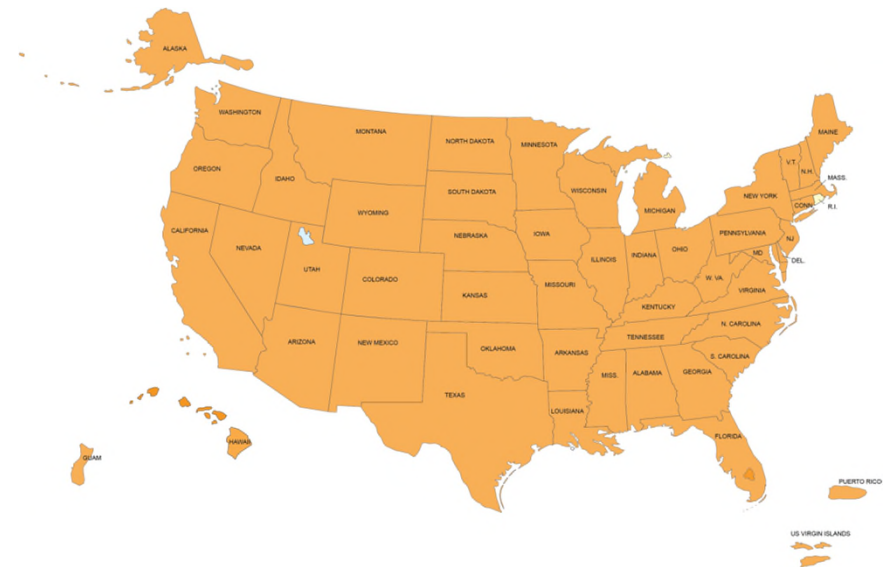 ALASKA
WASHINGTON
MONTANA
NORTH DAKOTA
MINNESOTA
MAINE
V.T.
N.H.
OREGON
IDAHO
SOUTH DAKOTA
WISCONSIN
MICHIGAN
NEW YORK
MASS.
CONN.
R.I.
WYOMING
CALIFORNIA
NEVADA
NEBRASKA
IOWA
PENNSYLVANIA
NJ
UTAH
COLORADO
ILLINOIS
INDIANA
OHIO
MD
DEL.
KANSAS
MISSOURI
W. VA.
VIRGINIA
KENTUCKY
ARIZONA
NEW MEXICO
OKLAHOMA
ARKANSAS
TENNESSEE
N. CAROLINA
S. CAROLINA
TEXAS
MISS.
ALABAMA
GEORGIA
LOUIDIANA
FLORIDA
HAWAII
GUAM
PUERTO RICO
US VIRGIN ISLANDS